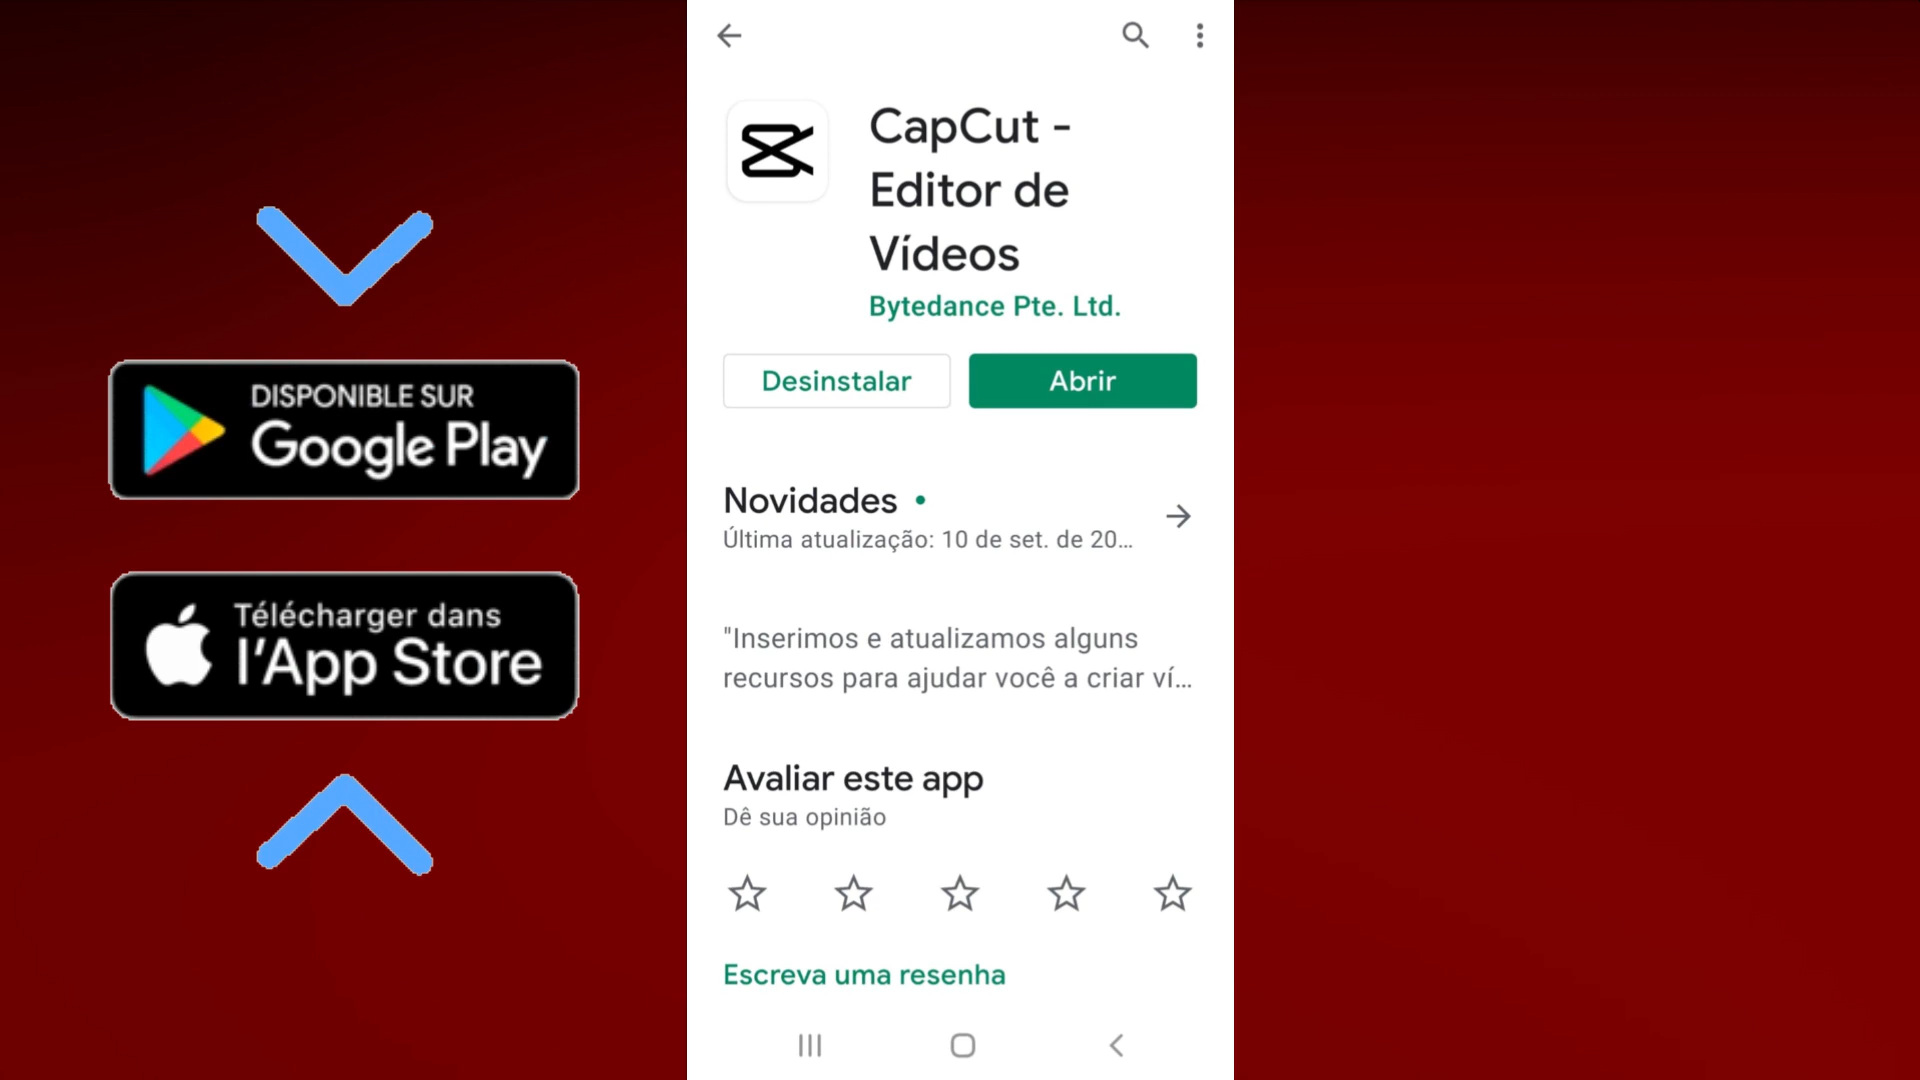 DISPONIBLE SUR
Google Play
Télécharger dans
l'App Store
CapCut -
Editor de
Vídeos
Bytedance Pte. Ltd.
Desinstalar
Abrir
Novidades •
Última atualização: 10 de set. de 20...
"Inserimos e atualizamos alguns
recursos para ajudar você a criar ví...
Avaliar este app
Dê sua opinião
Escreva uma resenha